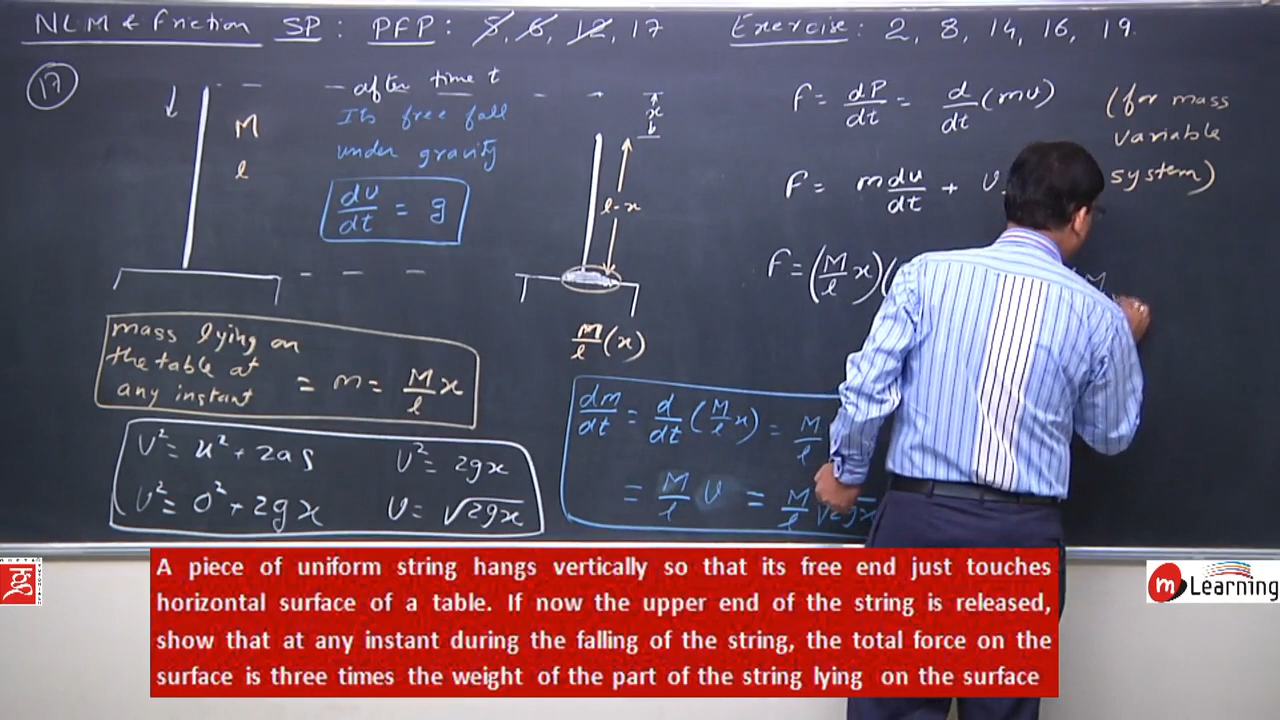 NLM & Friction SP : PFP : 5, 6, 12, 17 Exercise : 2, 8, 14, 16, 19.
17
M
l
after time t
Its free fall
under gravity
du/dt = g
x
l-x
M/l (x)
F = dP/dt = d/dt (mv)
(for mass
variable
system)
F = m du/dt + v
F = (M/l x)(
M
mass lying on
the table at
any instant = m = M/l x
v² = u² + 2as v² = 2gx
v² = 0² + 2gx v = √2gx
dm/dt = d/dt (M/l x) = M/l
= M/l v = M/l √2gx
A piece of uniform string hangs vertically so that its free end just touches
horizontal surface of a table. If now the upper end of the string is released,
show that at any instant during the falling of the string, the total force on the
surface is three times the weight of the part of the string lying on the surface
m Learning